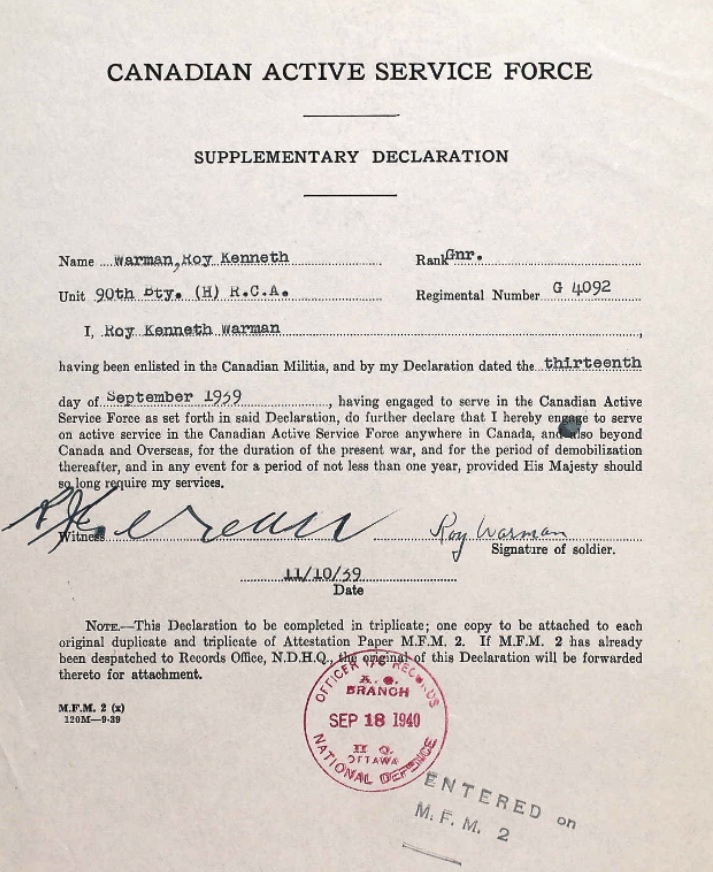 CANADIAN ACTIVE SERVICE FORCE
SUPPLEMENTARY DECLARATION
Name Warman, Roy Kenneth Rank Gnr.
Unit 90th Bty. (H) R.C.A. Regimental Number G 4092
I, Roy Kenneth Warman ,
having been enlisted in the Canadian Militia, and by my Declaration dated the thirteenth
day of September 1939 , having engaged to serve in the Canadian Active
Service Force as set forth in said Declaration, do further declare that I hereby engage to serve
on active service in the Canadian Active Service Force anywhere in Canada, and also beyond
Canada and Overseas, for the duration of the present war, and for the period of demobilization
thereafter, and in any event for a period of not less than one year, provided His Majesty should
so long require my services.
Witness Roy Warman
Signature of soldier.
11/10/39
Date
NOTE.—This Declaration to be completed in triplicate; one copy to be attached to each
original duplicate and triplicate of Attestation Paper M.F.M. 2. If M.F.M. 2 has already
been despatched to Records Office, N.D.H.Q., the original of this Declaration will be forwarded
thereto for attachment.
M.F.M. 2 (x)
120M—9-39
OFFICER I/C RECORDS
A. G.
BRANCH
SEP 18 1940
H Q.
OTTAWA
NATIONAL DEFENCE
ENTERED on
M. F. M. 2